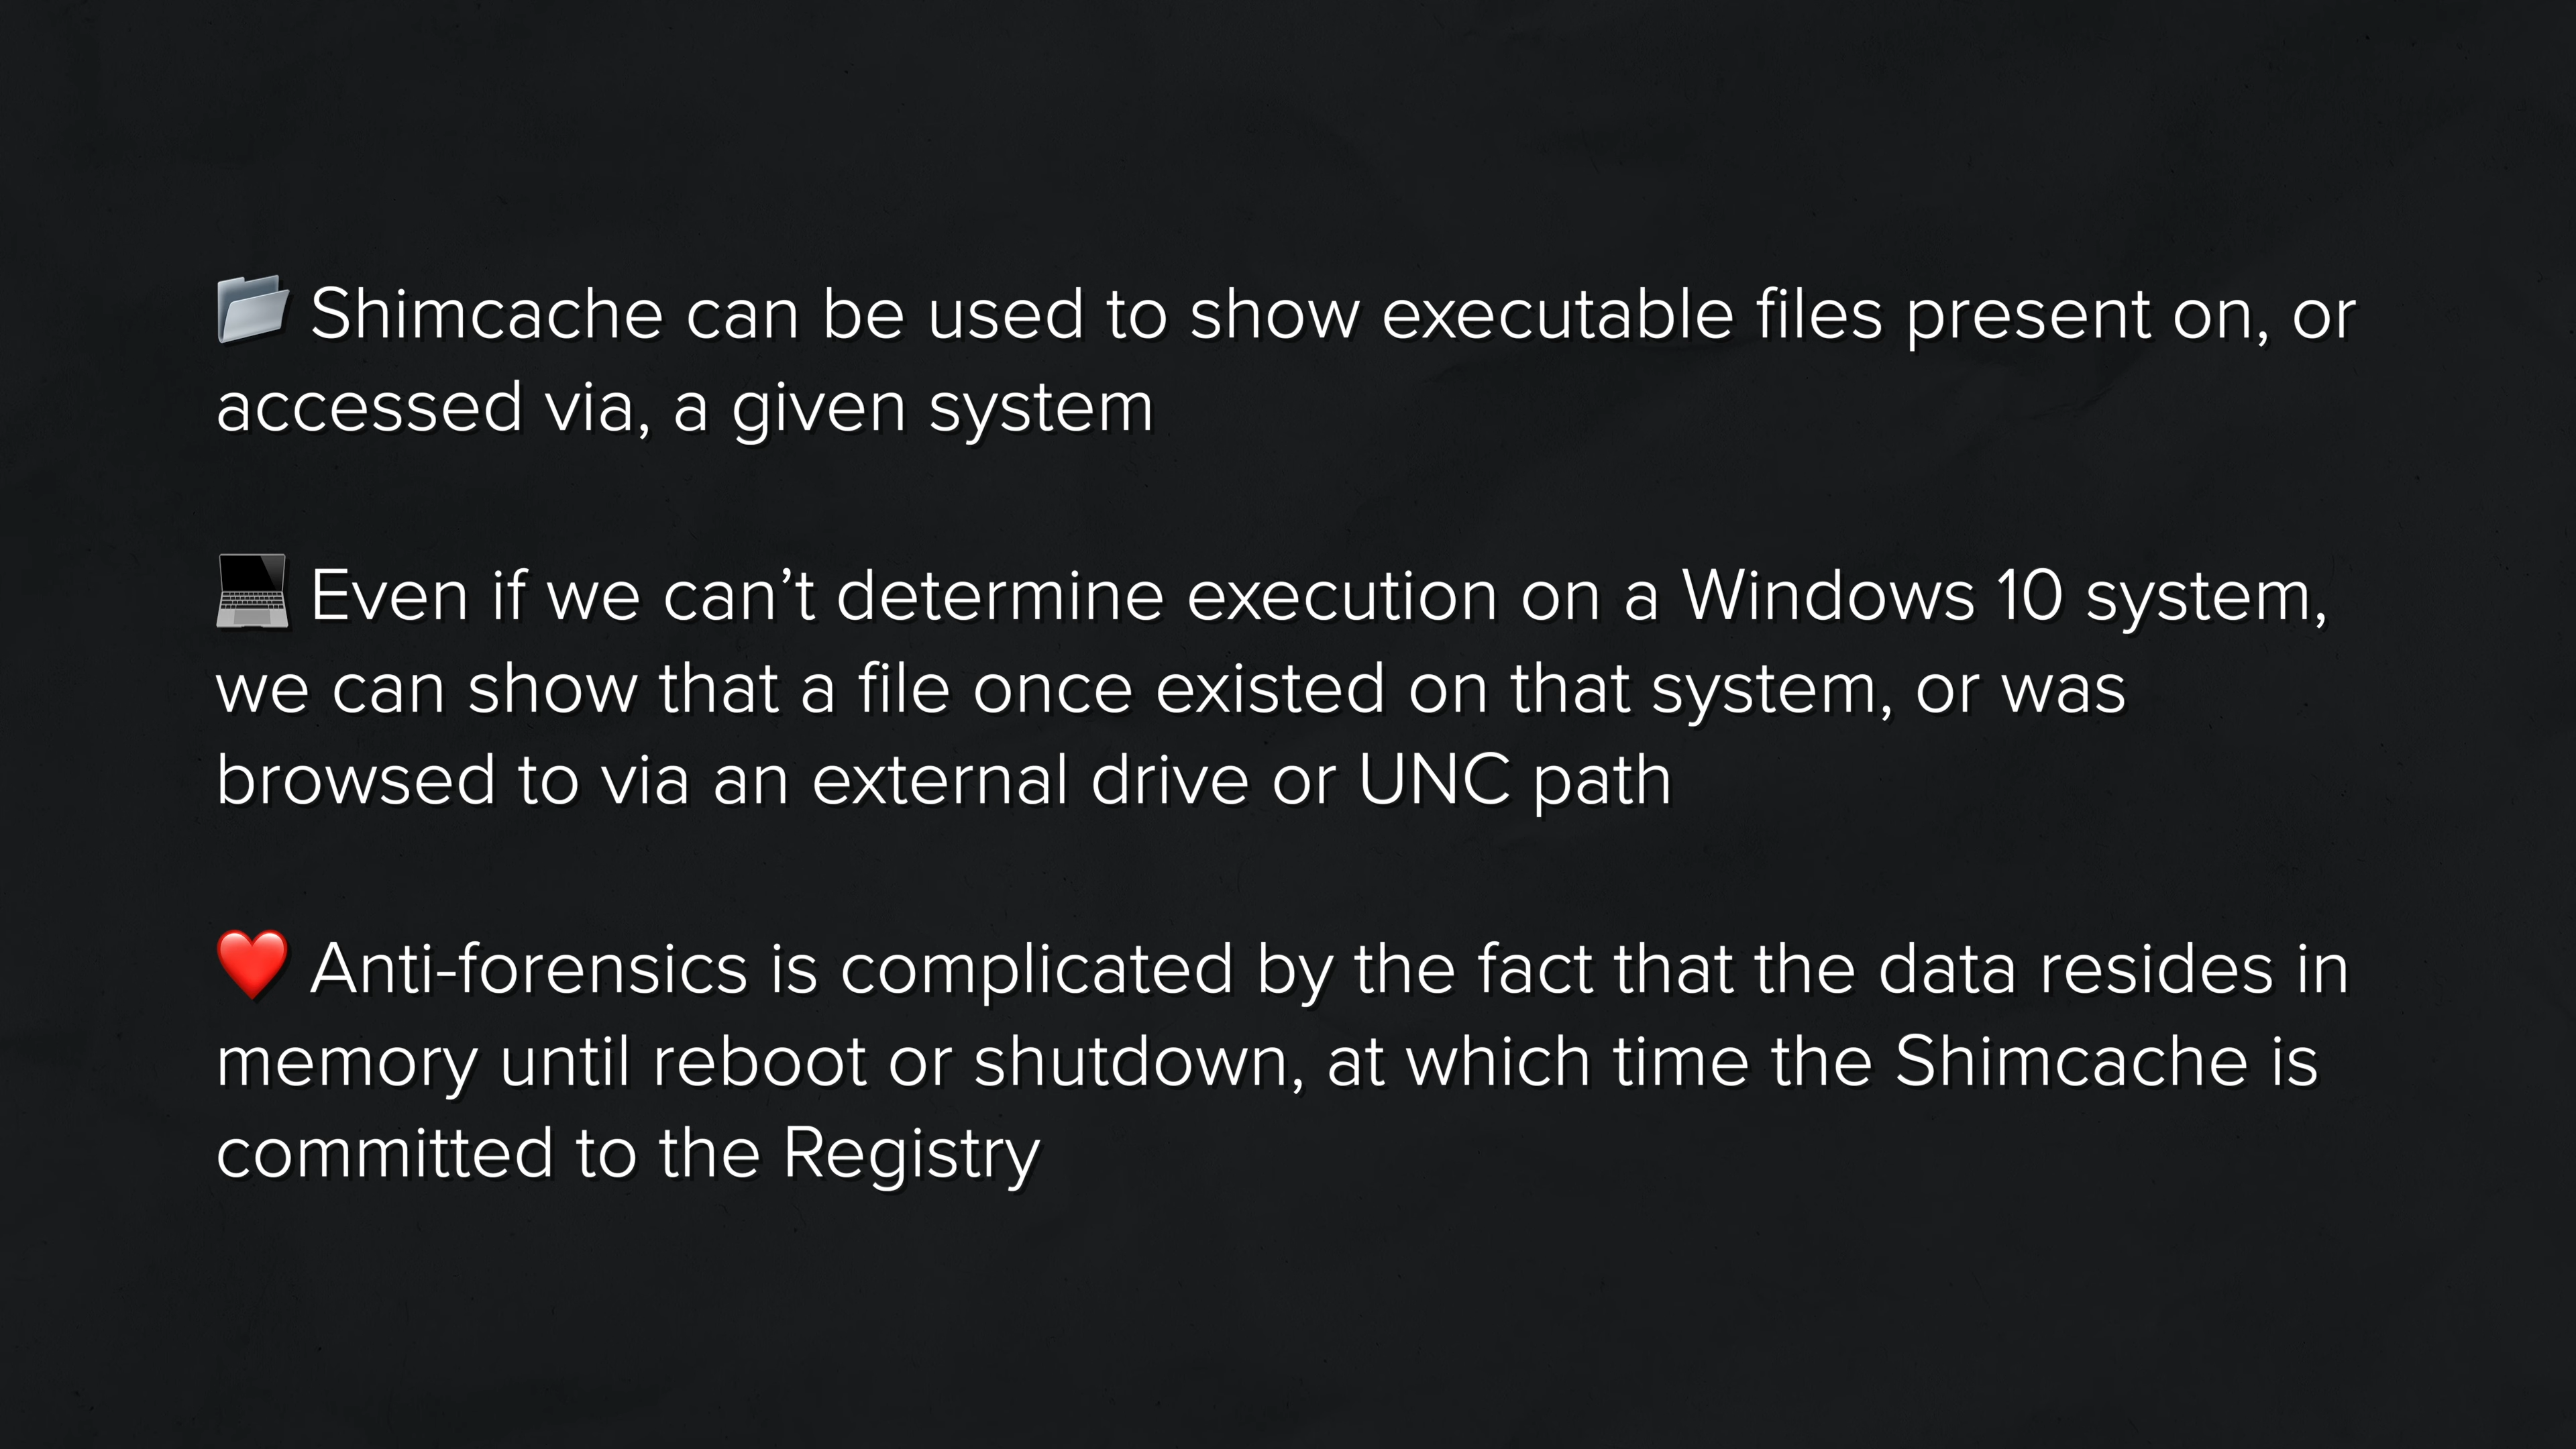 📂 Shimcache can be used to show executable files present on, or
accessed via, a given system
💻 Even if we can’t determine execution on a Windows 10 system,
we can show that a file once existed on that system, or was
browsed to via an external drive or UNC path
❤️ Anti-forensics is complicated by the fact that the data resides in
memory until reboot or shutdown, at which time the Shimcache is
committed to the Registry